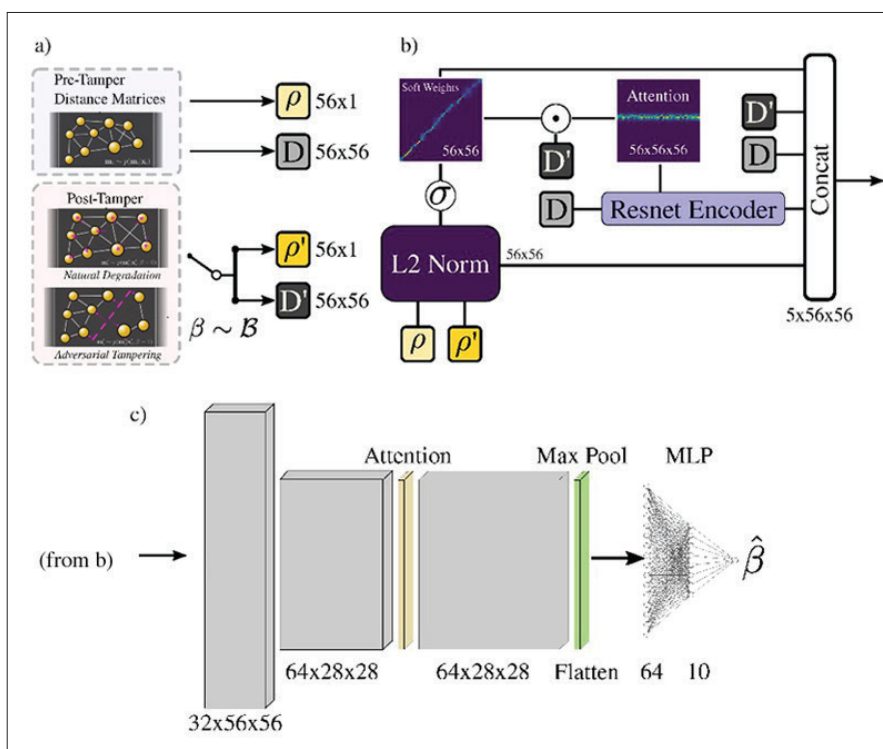 a)
Pre-Tamper
Distance Matrices
ρ 56x1
D 56x56
Post-Tamper
Natural Degradation
Adversarial Tampering
β ~ B
ρ' 56x1
D' 56x56
b)
Soft Weights
56x56
σ
L2 Norm
56x56
ρ ρ'
D'
Attention
56x56x56
D
Resnet Encoder
D'
D
Concat
5x56x56
c)
(from b)
32x56x56
64x28x28
Attention
64x28x28
Max Pool
Flatten
MLP
64 10
β̂